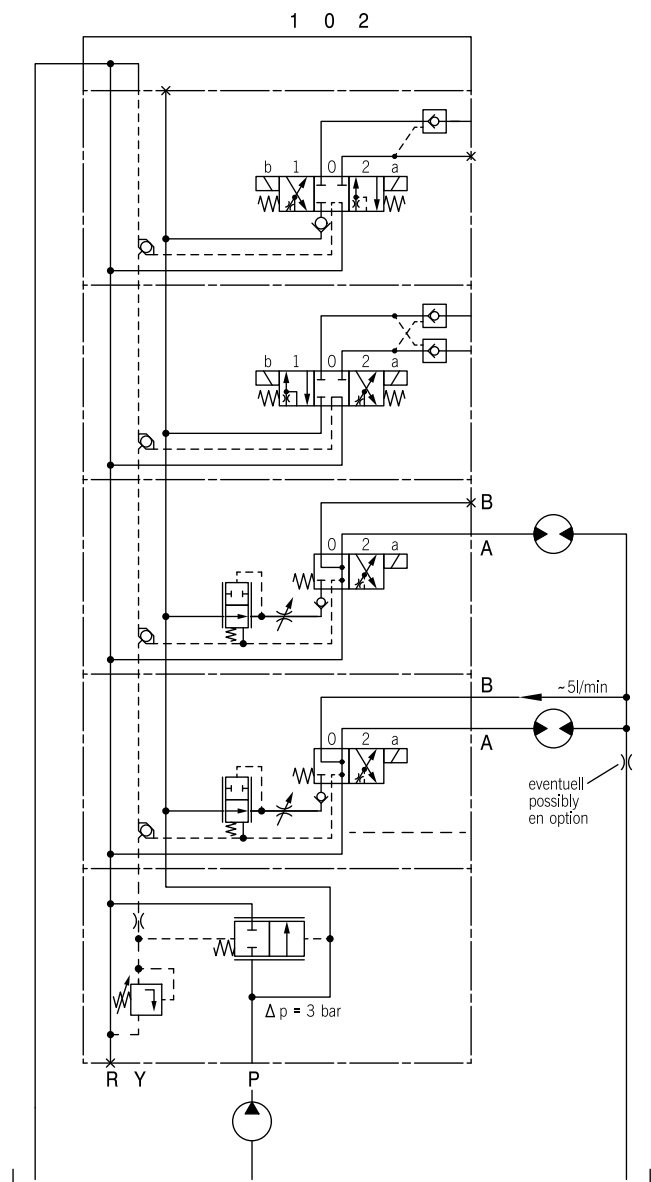 1 0 2
b 1 0 2 a
b 1 0 2 a
B
0 2 a
A
B
~5l/min
0 2 a
A
eventuell
possibly
en option
Δ p = 3 bar
R Y P